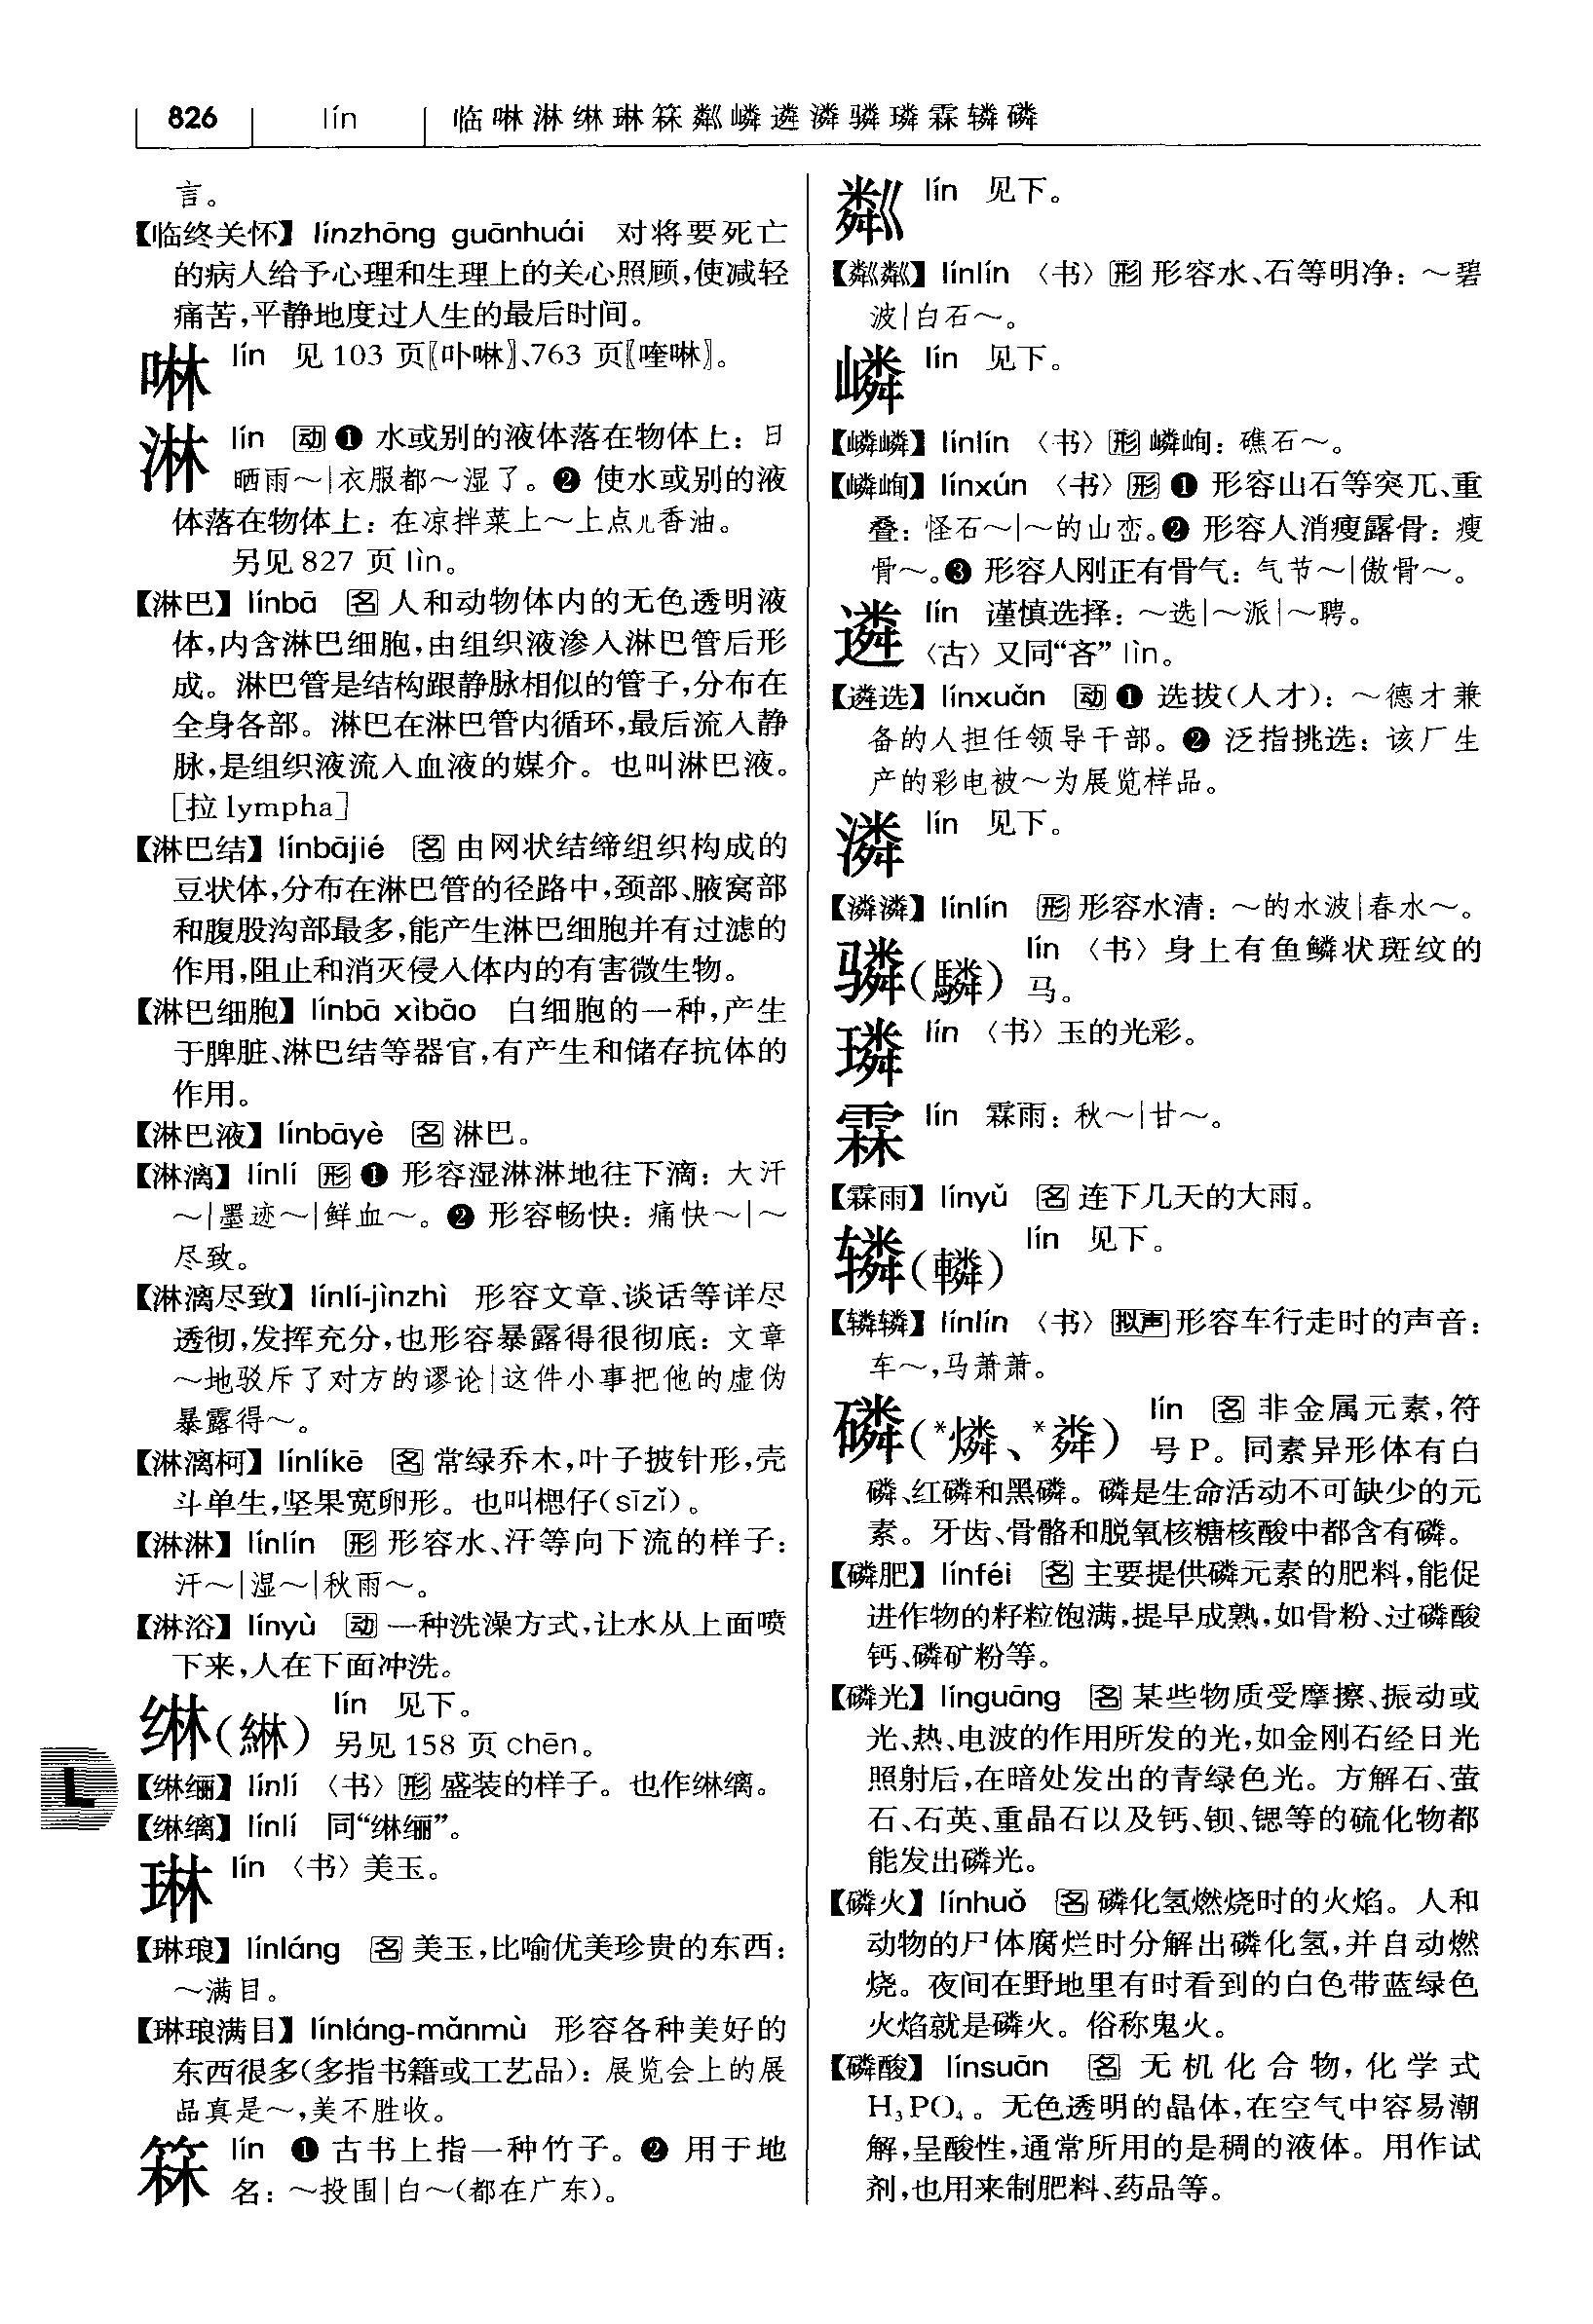 826 lín 临啉淋綝琳箖粼嶙遴潾骦璘霖辚磷
言。
【临终关怀】 línzhōng guānhuái 对将要死亡
的病人给予心理和生理上的关心照顾,使减轻
痛苦,平静地度过人生的最后时间。
啉 lín 见 103 页〖卟啉〗、763 页〖喹啉〗。
淋 lín 动 ❶ 水或别的液体落在物体上：日
晒雨～|衣服都～湿了。❷ 使水或别的液
体落在物体上：在凉拌菜上～上点儿香油。
另见 827 页 lìn。
【淋巴】 línbā 名 人和动物体内的无色透明液
体,内含淋巴细胞,由组织液渗入淋巴管后形
成。淋巴管是结构跟静脉相似的管子,分布在
全身各部。淋巴在淋巴管内循环,最后流入静
脉,是组织液流入血液的媒介。也叫淋巴液。
[拉 lympha]
【淋巴结】 línbājié 名 由网状结缔组织构成的
豆状体,分布在淋巴管的径路中,颈部、腋窝部
和腹股沟部最多,能产生淋巴细胞并有过滤的
作用,阻止和消灭侵入体内的有害微生物。
【淋巴细胞】 línbā xìbāo 白细胞的一种,产生
于脾脏、淋巴结等器官,有产生和储存抗体的
作用。
【淋巴液】 línbāyè 名 淋巴。
【淋漓】 línlí 形 ❶ 形容湿淋淋地往下滴：大汗
～|墨迹～|鲜血～。❷ 形容畅快：痛快～|～
尽致。
【淋漓尽致】 línlí-jìnzhì 形容文章、谈话等详尽
透彻,发挥充分,也形容暴露得很彻底：文章
～地驳斥了对方的谬论|这件小事把他的虚伪
暴露得～。
【淋漓柯】 línlíkē 名 常绿乔木,叶子披针形,壳
斗单生,坚果宽卵形。也叫楒仔(sīzǐ)。
【淋淋】 línlín 形 形容水、汗等向下流的样子：
汗～|湿～|秋雨～。
【淋浴】 línyù 动 一种洗澡方式,让水从上面喷
下来,人在下面冲洗。
𬘭(綝) lín 见下。
另见 158 页 chēn。
【𬘭𬴂】 línlí 〈书〉 形 盛装的样子。也作𬘭缡。
【𬘭缡】 línlí 同“𬘭𬴂”。
琳 lín 〈书〉 美玉。
【琳琅】 línláng 名 美玉,比喻优美珍贵的东西：
～满目。
【琳琅满目】 línláng-mǎnmù 形容各种美好的
东西很多(多指书籍或工艺品)：展览会上的展
品真是～,美不胜收。
箖 lín ❶ 古书上指一种竹子。❷ 用于地
名：～投围|白～(都在广东)。
粼 lín 见下。
【粼粼】 línlín 〈书〉 形 形容水、石等明净：～碧
波|白石～。
嶙 lín 见下。
【嶙嶙】 línlín 〈书〉 形 嶙峋：礁石～。
【嶙峋】 línxún 〈书〉 形 ❶ 形容山石等突兀、重
叠：怪石～|～的山峦。❷ 形容人消瘦露骨：瘦
骨～。❸ 形容人刚正有骨气：气节～|傲骨～。
遴 lín 谨慎选择：～选|～派|～聘。
〈古〉 又同“吝” lìn。
【遴选】 línxuǎn 动 ❶ 选拔(人才)：～德才兼
备的人担任领导干部。❷ 泛指挑选：该厂生
产的彩电被～为展览样品。
潾 lín 见下。
【潾潾】 línlín 形 形容水清：～的水波|春水～。
𬴊(驎) lín 〈书〉 身上有鱼鳞状斑纹的
马。
璘 lín 〈书〉 玉的光彩。
霖 lín 霖雨：秋～|甘～。
【霖雨】 línyǔ 名 连下几天的大雨。
辚(轔) lín 见下。
【辚辚】 línlín 〈书〉 拟声 形容车行走时的声音：
车～,马萧萧。
磷(*燐、*粦) lín 名 非金属元素,符
号 P。同素异形体有白
磷、红磷和黑磷。磷是生命活动不可缺少的元
素。牙齿、骨骼和脱氧核糖核酸中都含有磷。
【磷肥】 línféi 名 主要提供磷元素的肥料,能促
进作物的籽粒饱满,提早成熟,如骨粉、过磷酸
钙、磷矿粉等。
【磷光】 línguāng 名 某些物质受摩擦、振动或
光、热、电波的作用所发的光,如金刚石经日光
照射后,在暗处发出的青绿色光。方解石、萤
石、石英、重晶石以及钙、钡、锶等的硫化物都
能发出磷光。
【磷火】 línhuǒ 名 磷化氢燃烧时的火焰。人和
动物的尸体腐烂时分解出磷化氢,并自动燃
烧。夜间在野地里有时看到的白色带蓝绿色
火焰就是磷火。俗称鬼火。
【磷酸】 línsuān 名 无机化合物,化学式
H₃PO₄。无色透明的晶体,在空气中容易潮
解,呈酸性,通常所用的是稠的液体。用作试
剂,也用来制肥料、药品等。
L